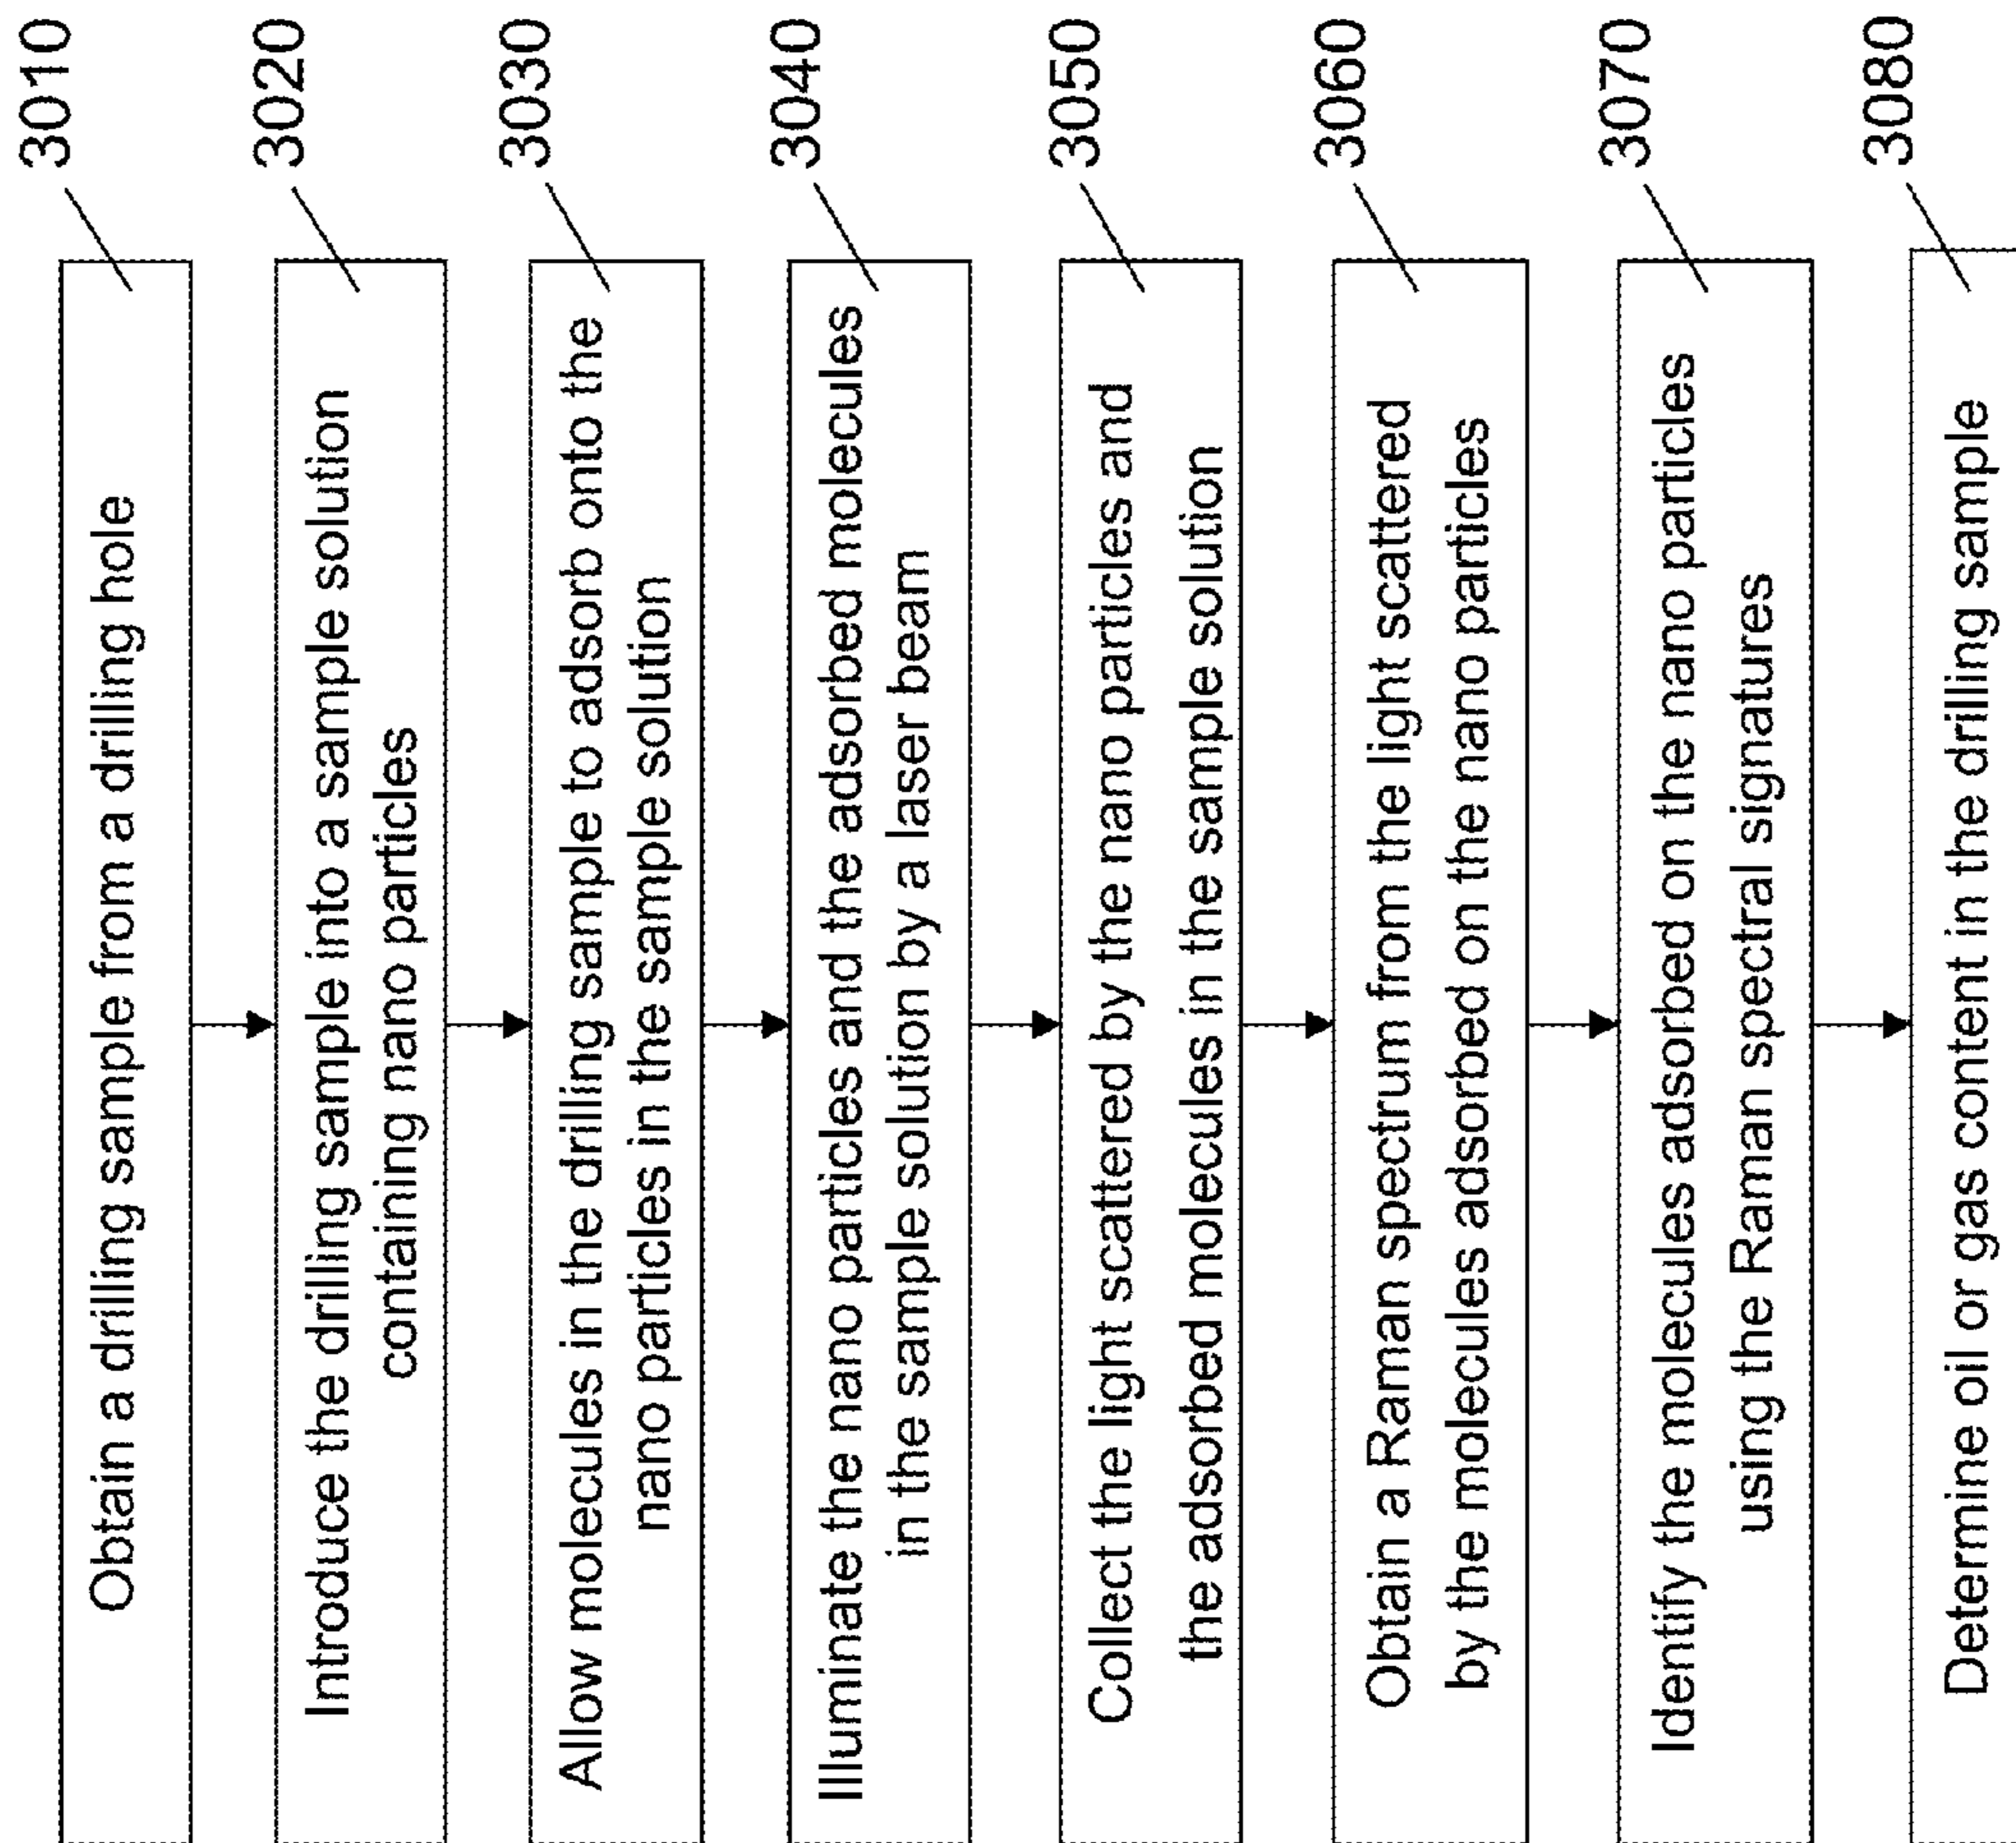 Obtain a drilling sample from a drilling hole
3010
Introduce the drilling sample into a sample solution
containing nano particles
3020
Allow molecules in the drilling sample to adsorb onto the
nano particles in the sample solution
3030
Illuminate the nano particles and the adsorbed molecules
in the sample solution by a laser beam
3040
Collect the light scattered by the nano particles and
the adsorbed molecules in the sample solution
3050
Obtain a Raman spectrum from the light scattered
by the molecules adsorbed on the nano particles
3060
Identify the molecules adsorbed on the nano particles
using the Raman spectral signatures
3070
Determine oil or gas content in the drilling sample
3080